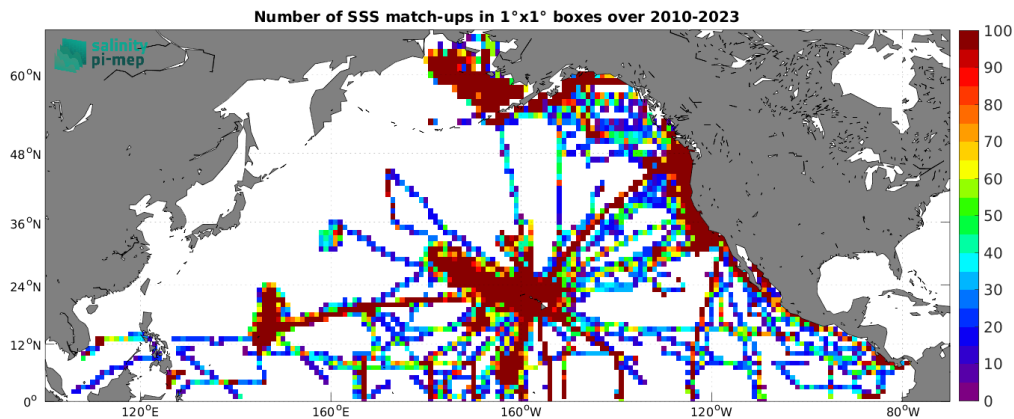 Number of SSS match-ups in 1°x1° boxes over 2010-2023
salinity
pi-mep
60°N
48°N
36°N
24°N
12°N
0°
120°E
160°E
160°W
120°W
80°W
100
90
80
70
60
50
40
30
20
10
0